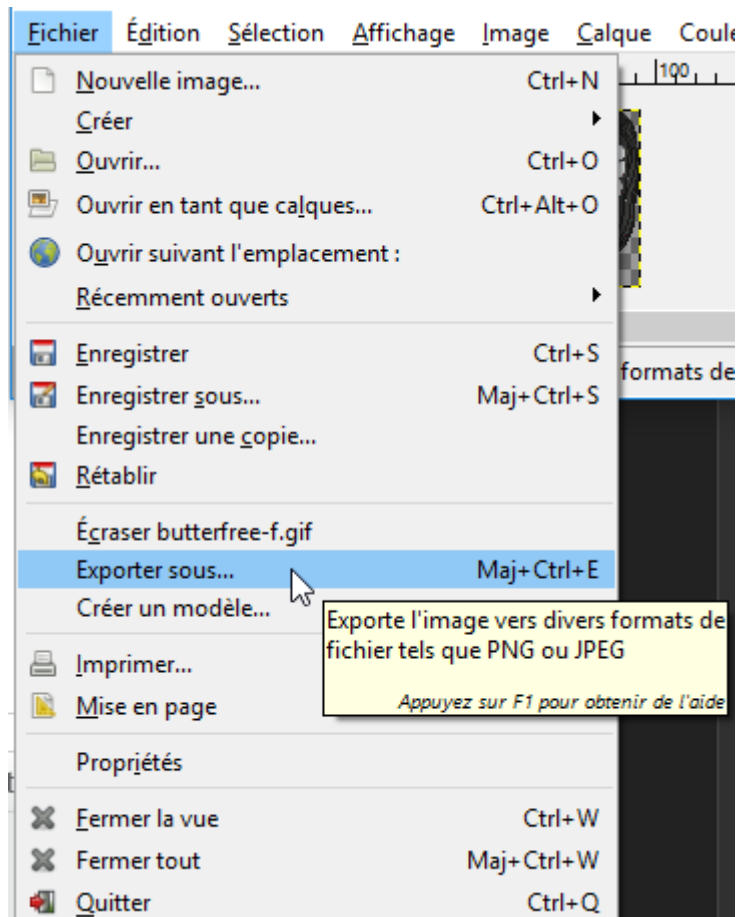 Fichier Édition Sélection Affichage Image Calque
100
Nouvelle image... Ctrl+N
Créer
Ouvrir... Ctrl+O
Ouvrir en tant que calques... Ctrl+Alt+O
Ouvrir suivant l'emplacement :
Récemment ouverts
Enregistrer Ctrl+S
formats de
Enregistrer sous... Maj+Ctrl+S
Enregistrer une copie...
Rétablir
Écraser butterfree-f.gif
Exporter sous... Maj+Ctrl+E
Créer un modèle...
Exporte l'image vers divers formats de
fichier tels que PNG ou JPEG
Appuyez sur F1 pour obtenir de l'aide
Imprimer...
Mise en page
Propriétés
Fermer la vue Ctrl+W
Fermer tout Maj+Ctrl+W
Quitter Ctrl+Q